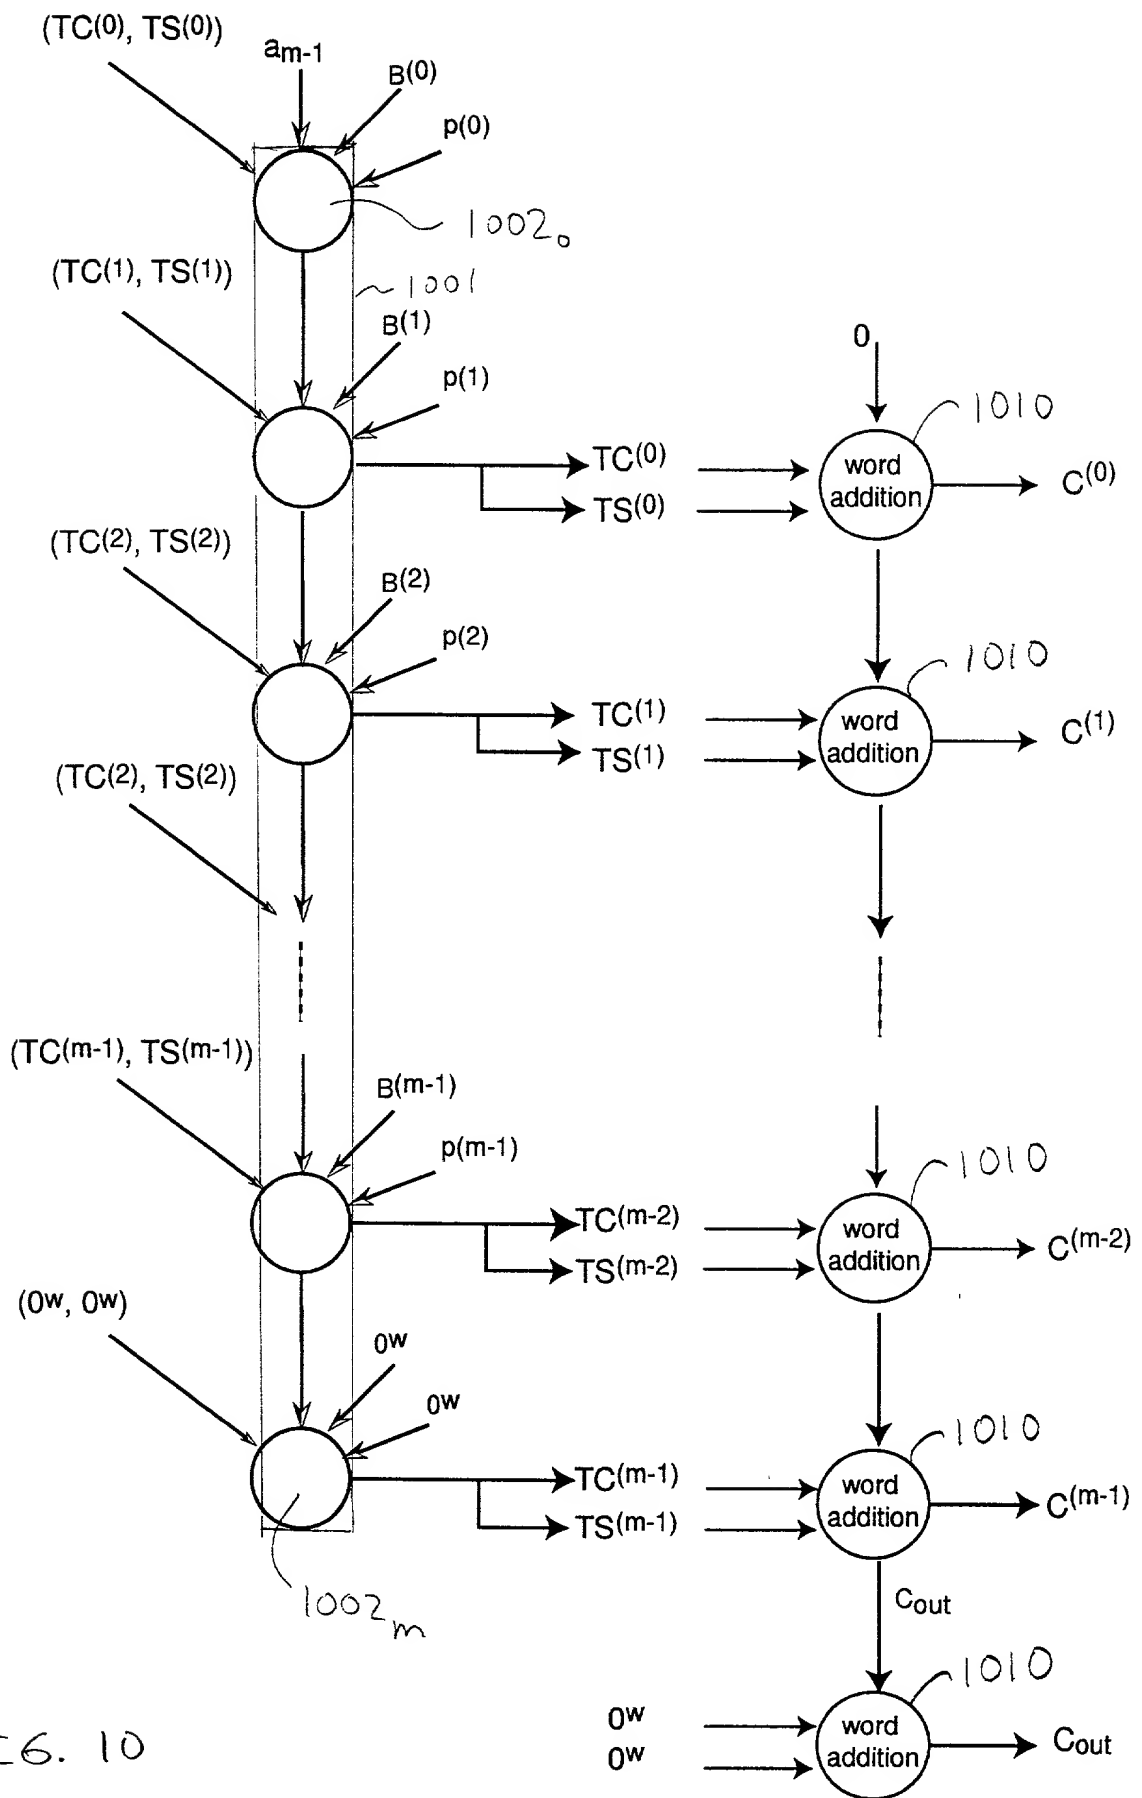 (TC(0), TS(0))
am-1
B(0)
p(0)
1002₀
(TC(1), TS(1))
1001
B(1)
p(1)
0
1010
TC(0)
TS(0)
word
addition
C(0)
(TC(2), TS(2))
B(2)
p(2)
1010
TC(1)
TS(1)
word
addition
C(1)
(TC(2), TS(2))
(TC(m-1), TS(m-1))
B(m-1)
p(m-1)
1010
TC(m-2)
TS(m-2)
word
addition
C(m-2)
(0w, 0w)
0w
0w
1010
TC(m-1)
TS(m-1)
word
addition
C(m-1)
1002m
Cout
1010
0w
0w
word
addition
Cout
IG. 10